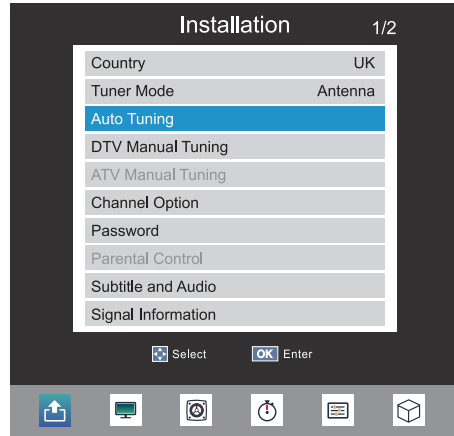 Installation 1/2
Country UK
Tuner Mode Antenna
Auto Tuning
DTV Manual Tuning
ATV Manual Tuning
Channel Option
Password
Parental Control
Subtitle and Audio
Signal Information
Select OK Enter